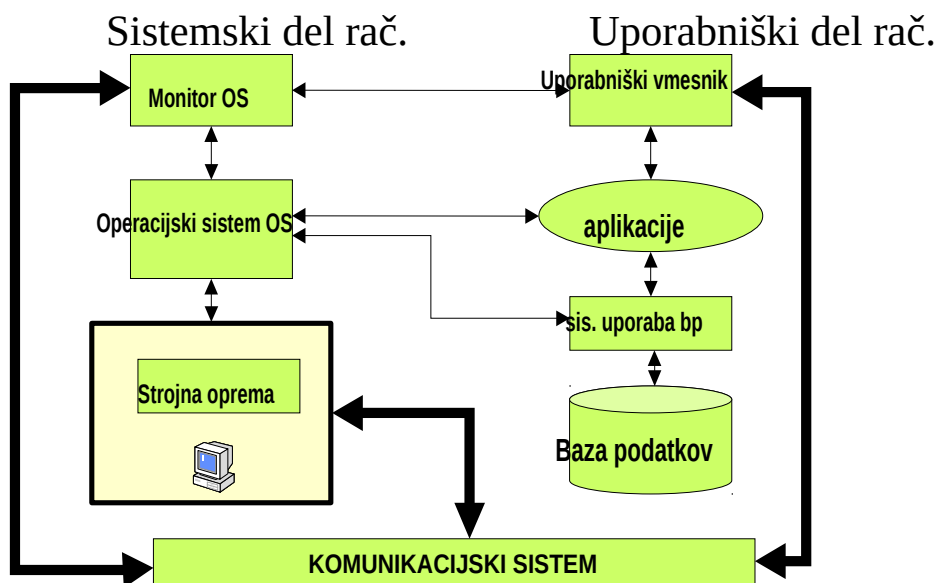 Sistemski del rač.
Uporabniški del rač.
Monitor OS
Uporabniški vmesnik
Operacijski sistem OS
aplikacije
sis. uporaba bp
Strojna oprema
Baza podatkov
KOMUNIKACIJSKI SISTEM